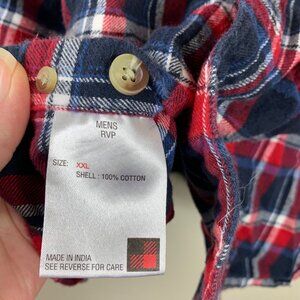 MENS
RVP
SIZE: XXL
SHELL: 100% COTTON
MADE IN INDIA
SEE REVERSE FOR CARE